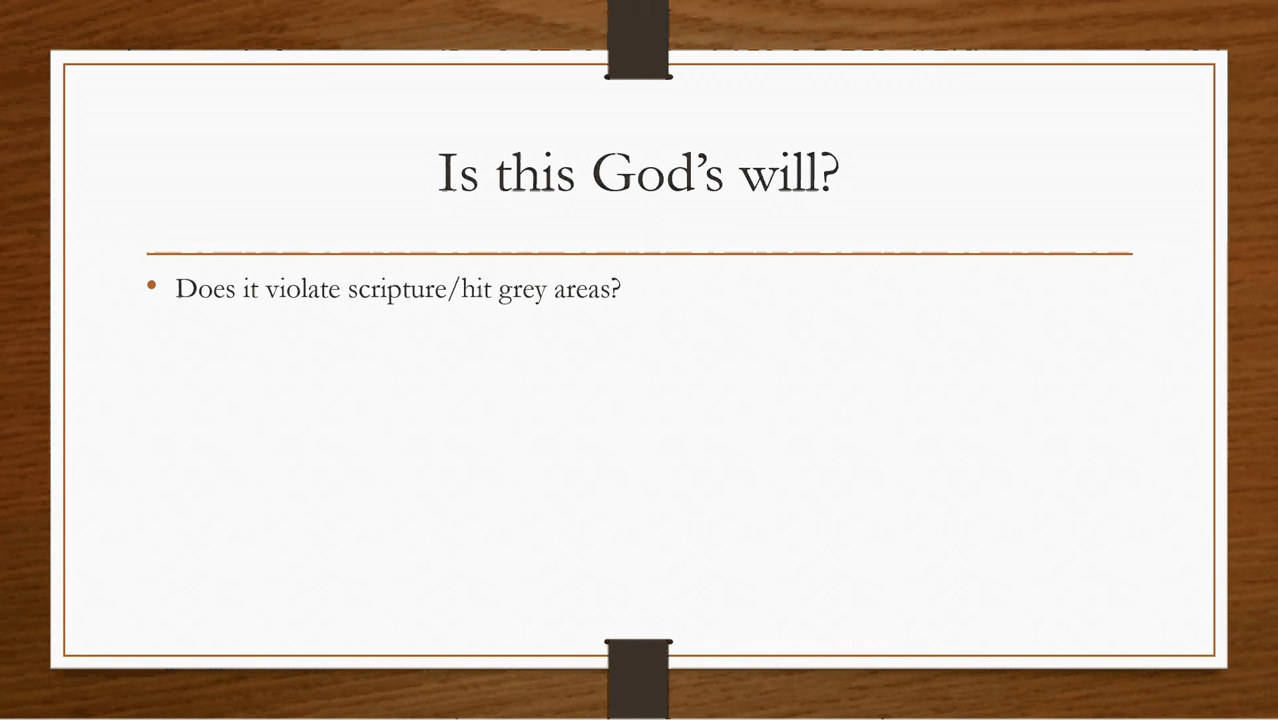 Is this God’s will?
• Does it violate scripture/hit grey areas?